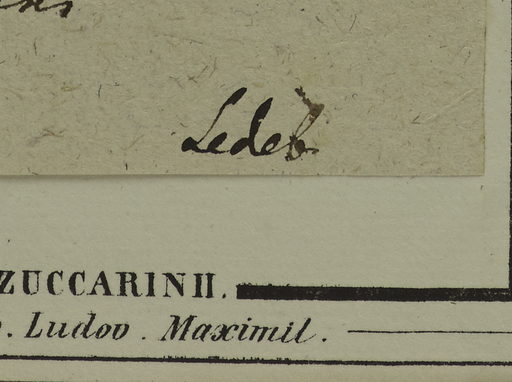 Ledeb
ZUCCARINII.
. Ludov. Maximil.